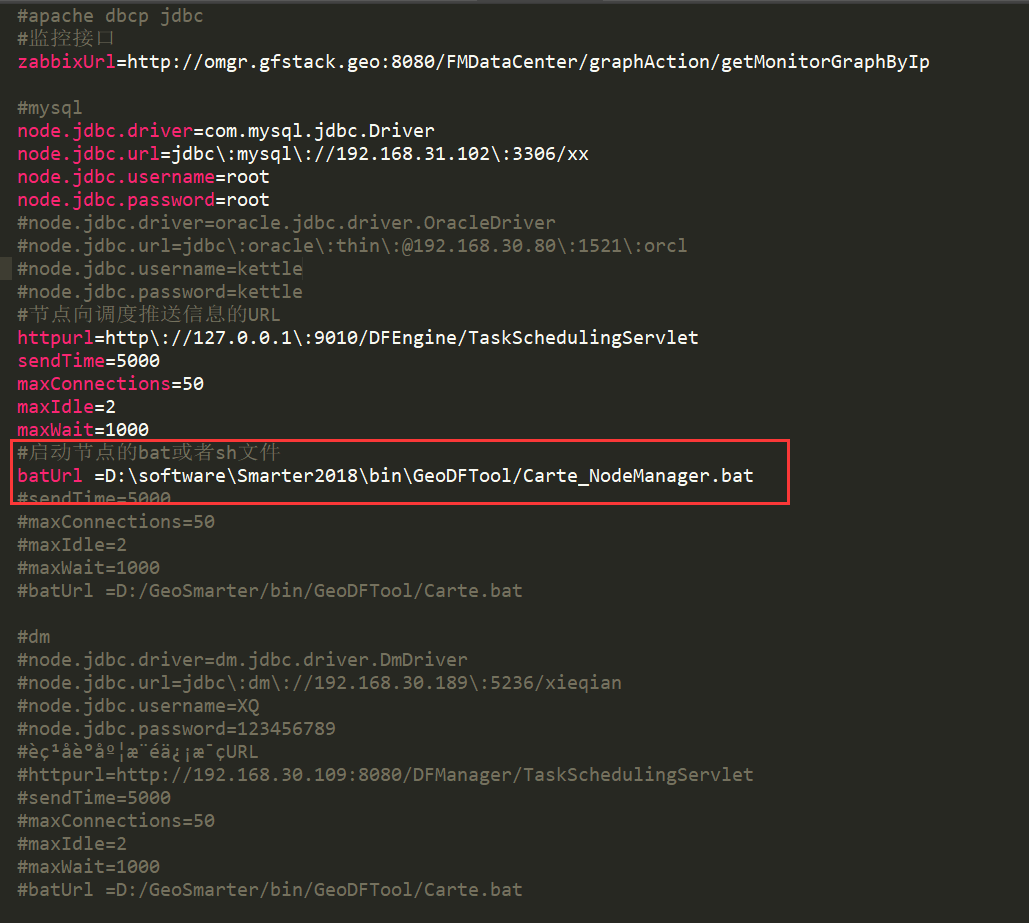 #apache dbcp jdbc
#监控接口
zabbixUrl=http://omgr.gfstack.geo:8080/FMDataCenter/graphAction/getMonitorGraphByIp
#mysql
node.jdbc.driver=com.mysql.jdbc.Driver
node.jdbc.url=jdbc\:mysql\://192.168.31.102\:3306/xx
node.jdbc.username=root
node.jdbc.password=root
#node.jdbc.driver=oracle.jdbc.driver.OracleDriver
#node.jdbc.url=jdbc\:oracle\:thin\:@192.168.30.80\:1521\:orcl
#node.jdbc.username=kettle
#node.jdbc.password=kettle
#节点向调度推送信息的URL
httpurl=http\://127.0.0.1\:9010/DFEngine/TaskSchedulingServlet
sendTime=5000
maxConnections=50
maxIdle=2
maxWait=1000
#启动节点的bat或者sh文件
batUrl =D:\software\Smarter2018\bin\GeoDFTool/Carte_NodeManager.bat
#sendTime=5000
#maxConnections=50
#maxIdle=2
#maxWait=1000
#batUrl =D:/GeoSmarter/bin/GeoDFTool/Carte.bat
#dm
#node.jdbc.driver=dm.jdbc.driver.DmDriver
#node.jdbc.url=jdbc\:dm\://192.168.30.189\:5236/xieqian
#node.jdbc.username=XQ
#node.jdbc.password=123456789
#èç¹åè°åº¦æ¨éä¿¡æ¯çURL
#httpurl=http://192.168.30.109:8080/DFManager/TaskSchedulingServlet
#sendTime=5000
#maxConnections=50
#maxIdle=2
#maxWait=1000
#batUrl =D:/GeoSmarter/bin/GeoDFTool/Carte.bat